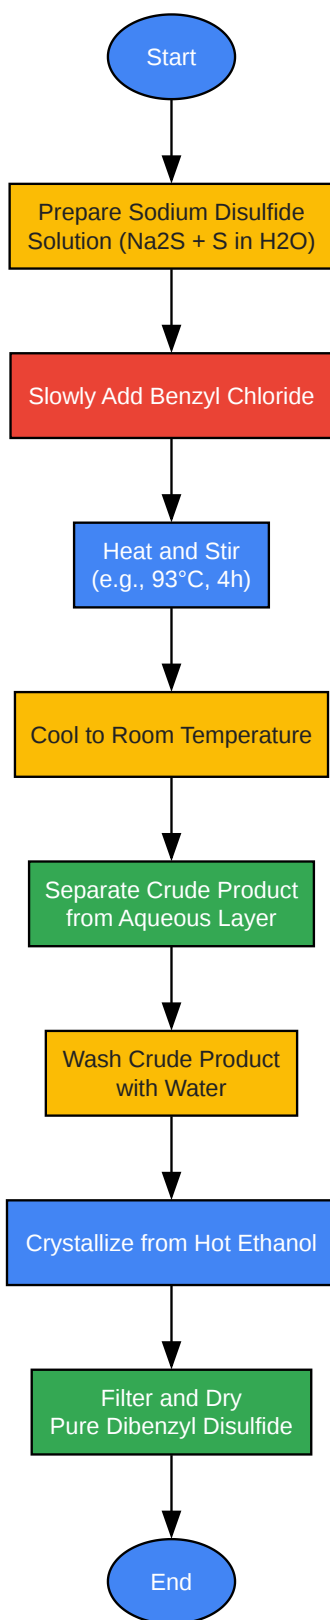 Start
Prepare Sodium Disulfide
Solution (Na2S + S in H2O)
Slowly Add Benzyl Chloride
Heat and Stir
(e.g., 93°C, 4h)
Cool to Room Temperature
Separate Crude Product
from Aqueous Layer
Wash Crude Product
with Water
Crystallize from Hot Ethanol
Filter and Dry
Pure Dibenzyl Disulfide
End